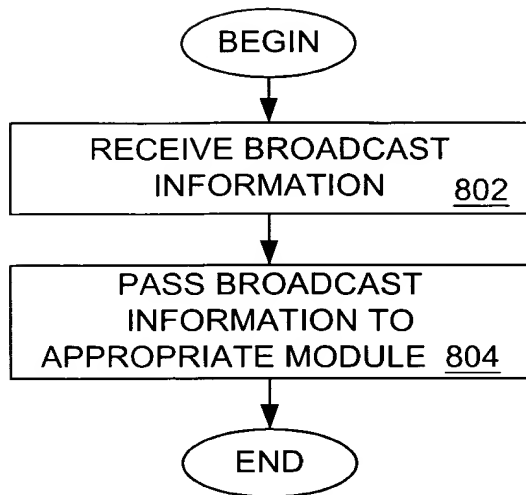 BEGIN
RECEIVE BROADCAST
INFORMATION 802
PASS BROADCAST
INFORMATION TO
APPROPRIATE MODULE 804
END